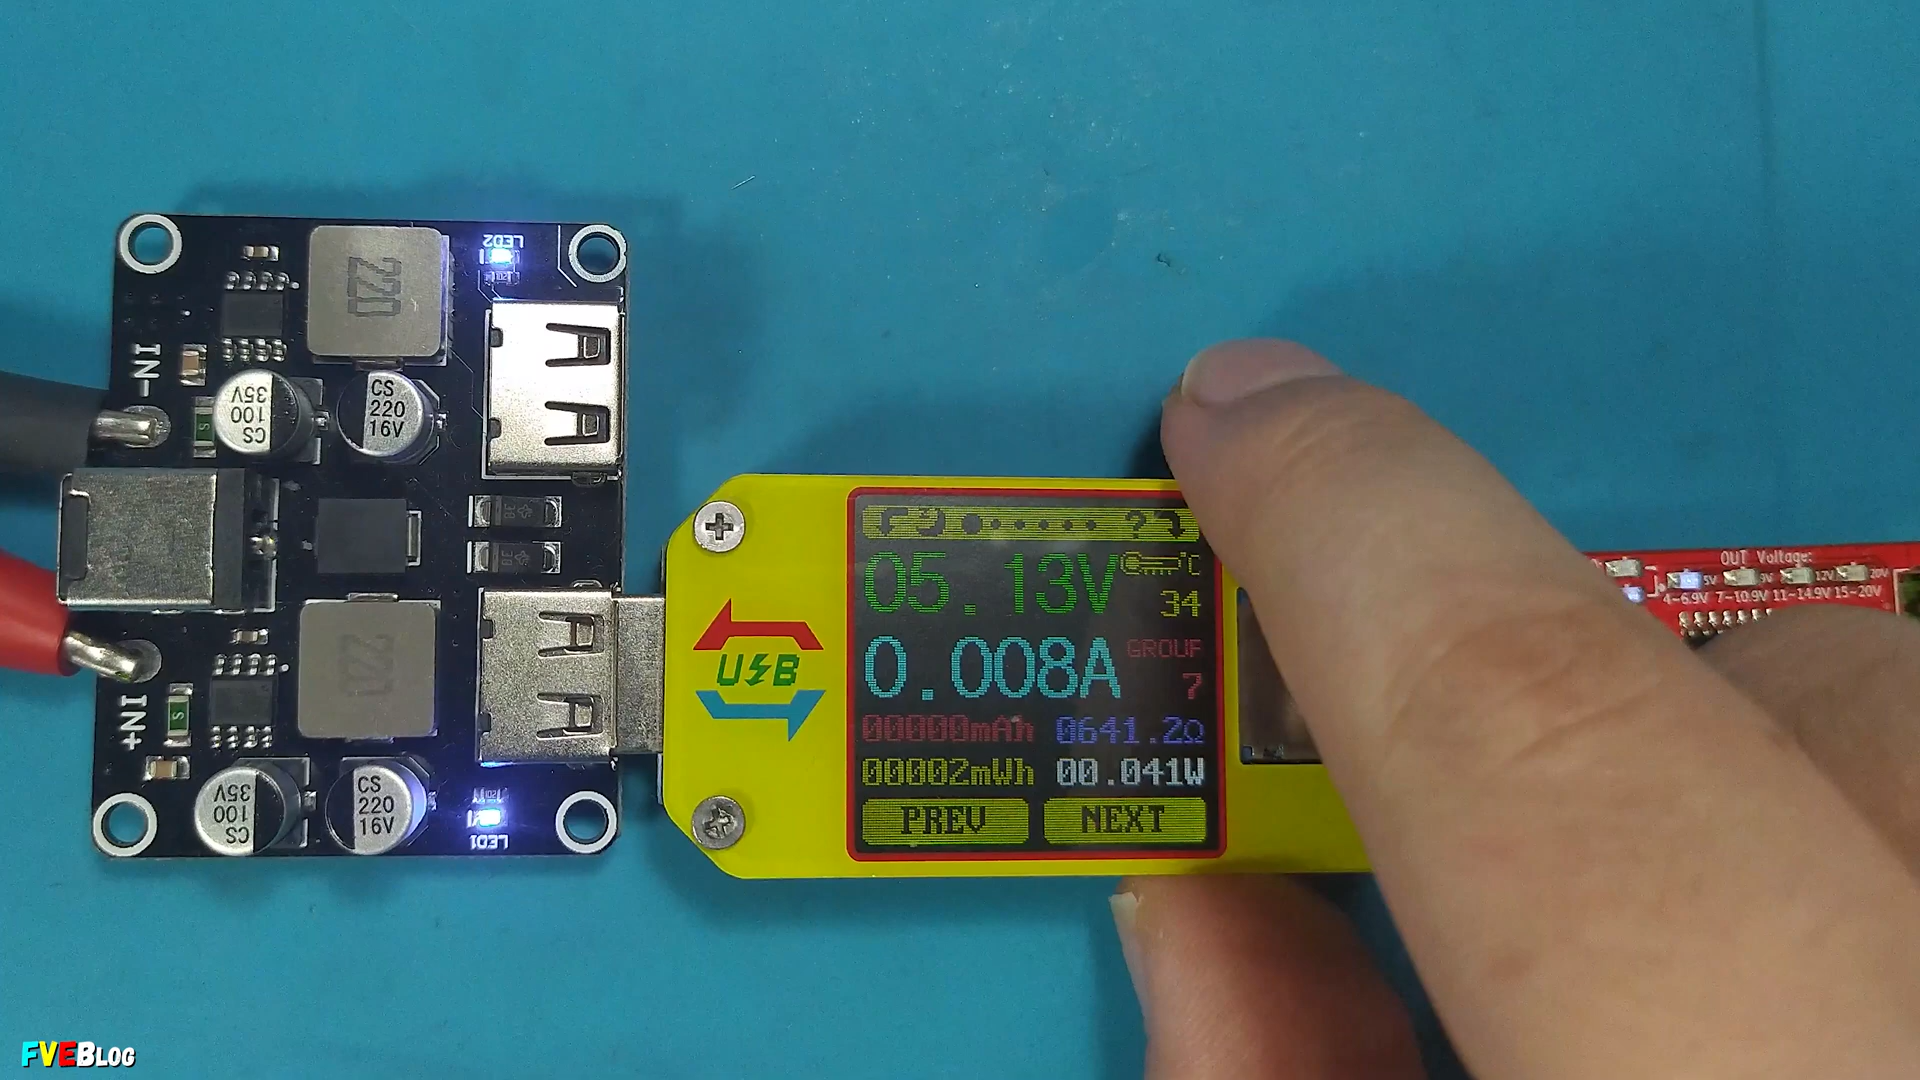 LED2
220
IN-
35V
100
CS
CS
220
16V
IN+
35V
100
CS
CS
220
16V
LED1
USB
05.13V
°C
34
0.008A
GROUP
7
00000mAh
0641.2Ω
00002mWh
00.041W
PREV
NEXT
OUT Voltage:
5V
9V
12V
20V
4-6.9V
7-10.9V
11-14.9V
15-20V
FVEBLOG